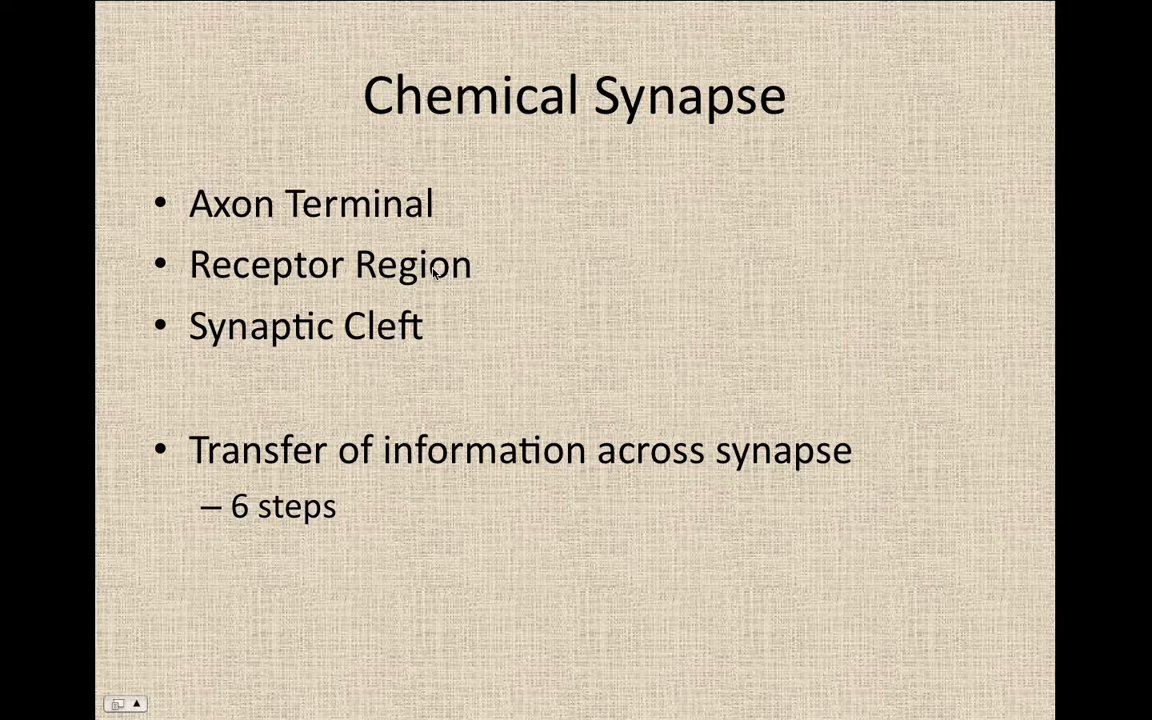 Chemical Synapse
• Axon Terminal
• Receptor Region
• Synaptic Cleft
• Transfer of information across synapse
– 6 steps